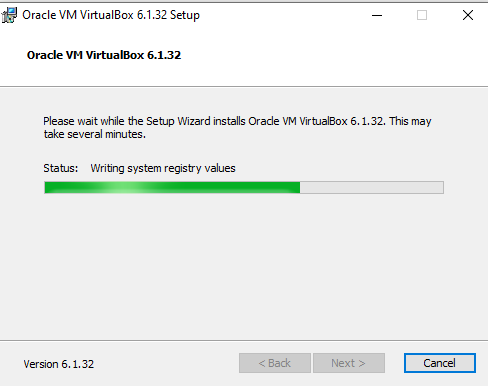 Oracle VM VirtualBox 6.1.32 Setup
Oracle VM VirtualBox 6.1.32
Please wait while the Setup Wizard installs Oracle VM VirtualBox 6.1.32. This may
take several minutes.
Status: Writing system registry values
Version 6.1.32
< Back
Next >
Cancel